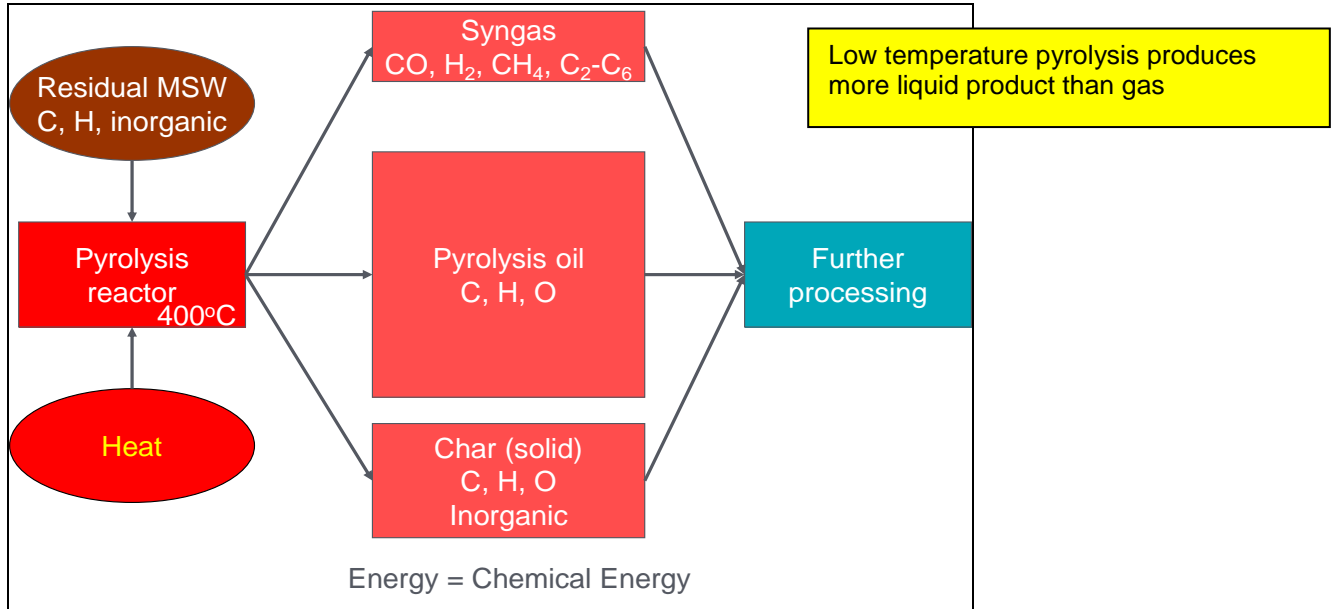 Syngas
CO, H₂, CH₄, C₂-C₆
Low temperature pyrolysis produces
more liquid product than gas
Residual MSW
C, H, inorganic
Pyrolysis
reactor
400°C
Pyrolysis oil
C, H, O
Further
processing
Heat
Char (solid)
C, H, O
Inorganic
Energy = Chemical Energy